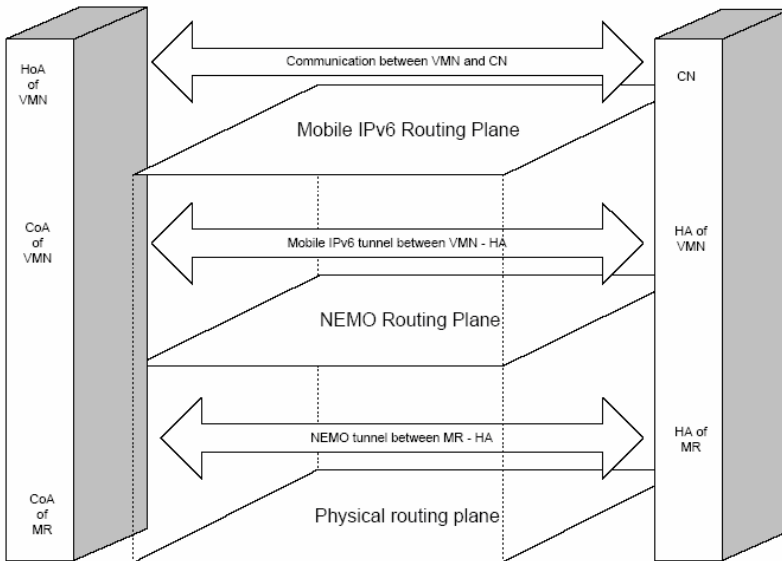 HoA
of
VMN
Communication between VMN and CN
CN
Mobile IPv6 Routing Plane
CoA
of
VMN
Mobile IPv6 tunnel between VMN - HA
HA of
VMN
NEMO Routing Plane
NEMO tunnel between MR - HA
HA of
MR
CoA
of
MR
Physical routing plane